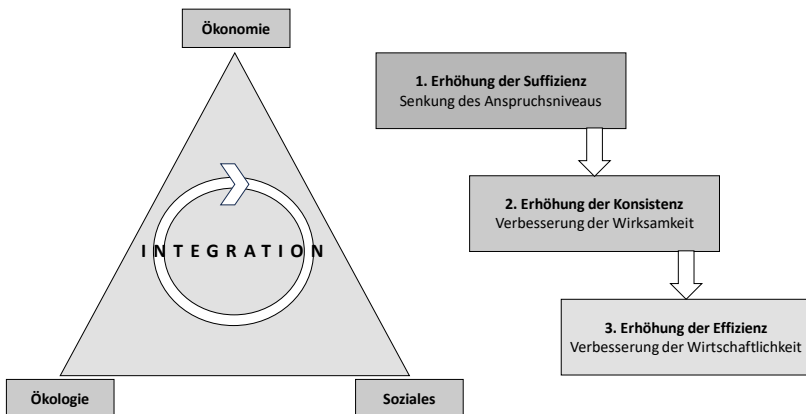 Ökonomie
INTEGRATION
Ökologie
Soziales
1. Erhöhung der Suffizienz
Senkung des Anspruchsniveaus
2. Erhöhung der Konsistenz
Verbesserung der Wirksamkeit
3. Erhöhung der Effizienz
Verbesserung der Wirtschaftlichkeit